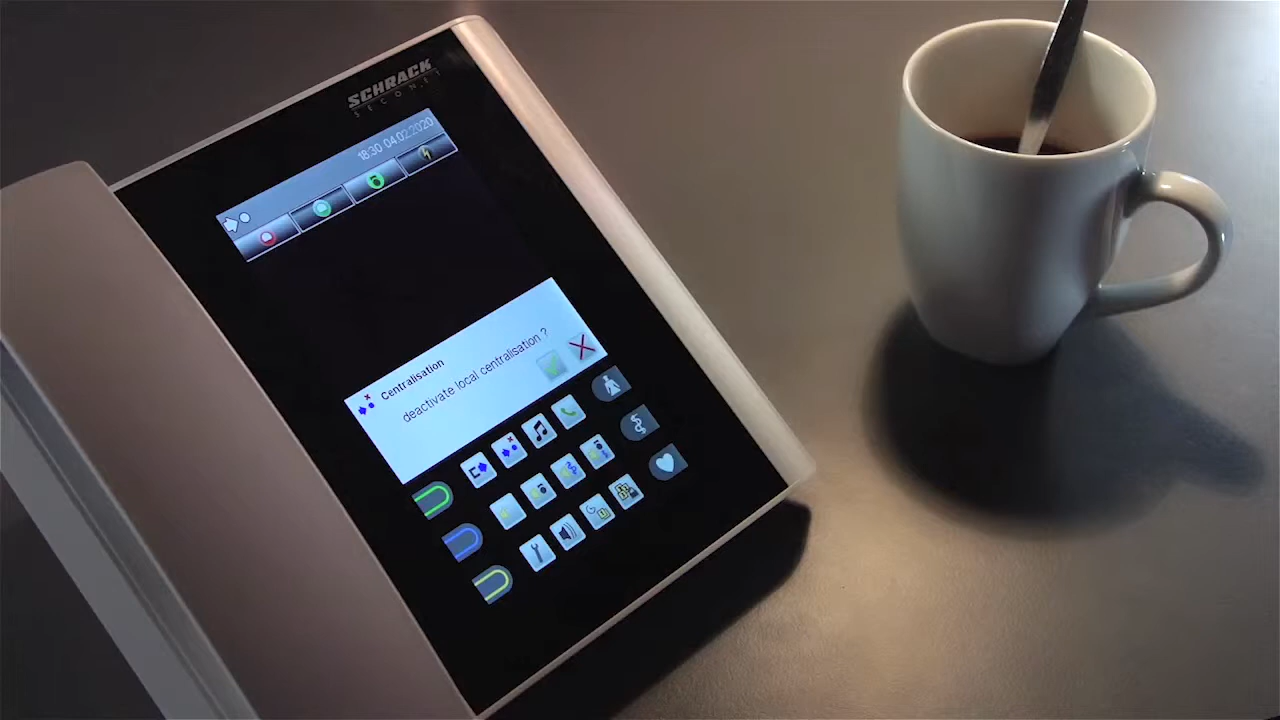 SCHRACK
SECONET
18:30 04.02.2020
Centralisation
deactivate local centralisation ?